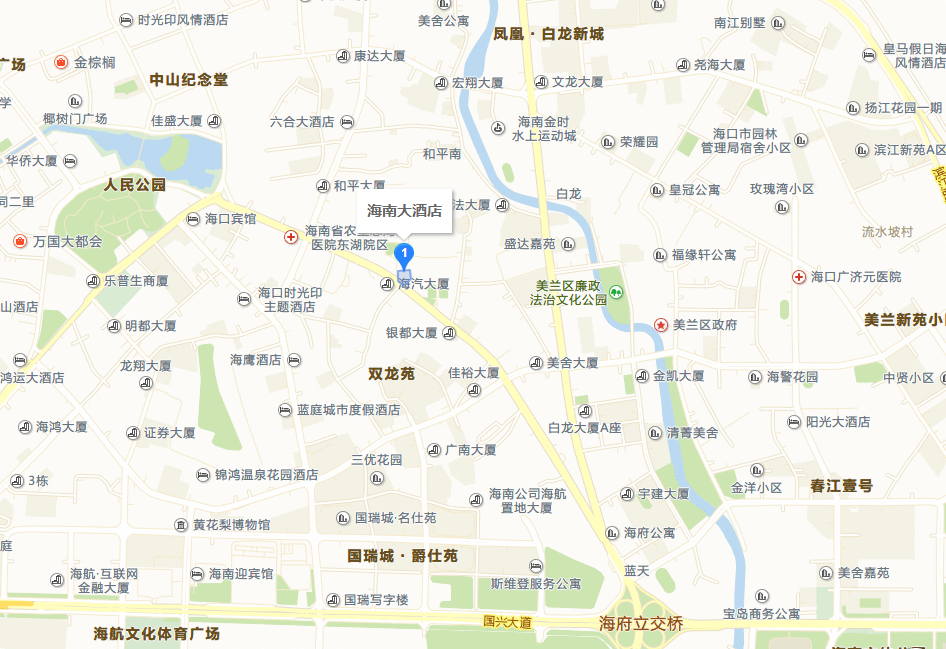 时光印风情酒店
美舍公寓
凤凰·白龙新城
南江别墅
广场
金棕榈
康达大厦
皇马假日海
风情酒店
尧海大厦
中山纪念堂
宏翔大厦
文龙大厦
学
椰树门广场
佳盛大厦
六合大酒店
海南金时
水上运动城
扬江花园一期
荣耀园
海口市园林
管理局宿舍小区
滨江新苑A区
华侨大厦
和平南
人民公园
和平大厦
白龙
皇冠公寓
玫瑰湾小区
同二里
海口宾馆
海南大酒店
法大厦
流水坡村
万国大都会
海南省农
医院东湖院区
盛达嘉苑
福缘轩公寓
1
乐普生商厦
海汽大厦
美兰区廉政
法治文化公园
海口广济元医院
山酒店
海口时光印
主题酒店
明都大厦
银都大厦
美兰区政府
美兰新苑小
龙翔大厦
海鹰酒店
双龙苑
佳裕大厦
美舍大厦
鸿运大酒店
金凯大厦
海警花园
中贤小区
蓝庭城市度假酒店
海鸿大厦
证券大厦
白龙大厦A座
清菁美舍
阳光大酒店
广南大厦
三优花园
锦鸿温泉花园酒店
3栋
金洋小区
春江壹号
海南公司海航
置地大厦
宇建大厦
黄花梨博物馆
国瑞城·名仕苑
海府公寓
庭
国瑞城·爵仕苑
海航·互联网
金融大厦
海南迎宾馆
斯维登服务公寓
蓝天
美舍嘉苑
国瑞写字楼
宝岛商务公寓
国兴大道
海府立交桥
海航文化体育广场